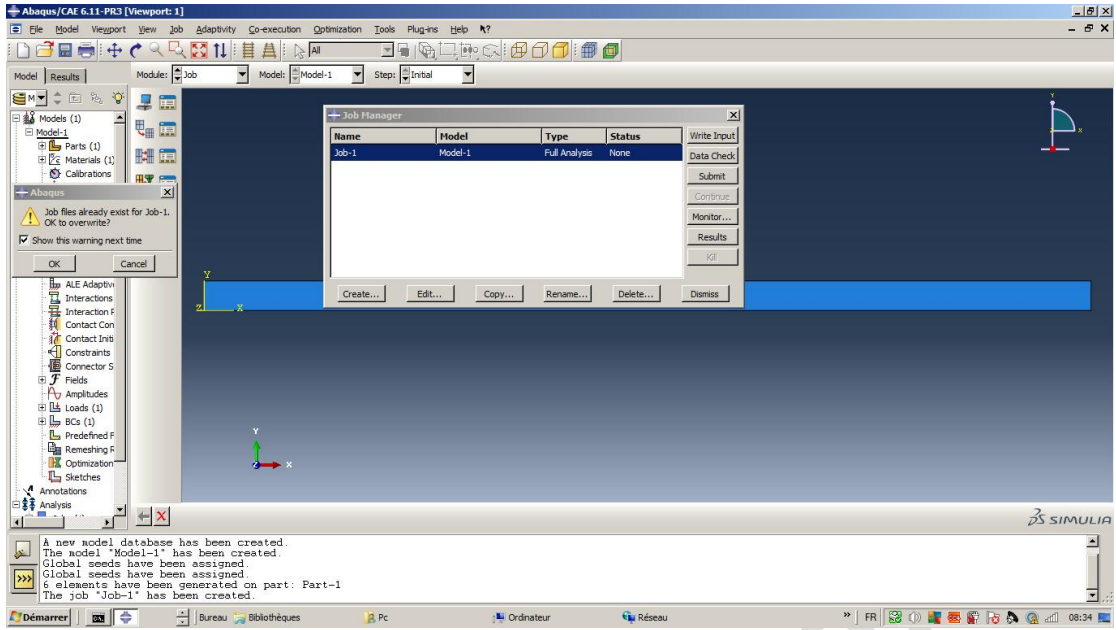 Abaqus/CAE 6.11-PR3 [Viewport: 1]
File Model Viewport View Job Adaptivity Co-execution Optimization Tools Plug-ins Help
All
Model Results Module: Job Model: Model-1 Step: Initial
Models (1)
Model-1
Parts (1)
Materials (1)
Calibrations
Abaqus
Job files already exist for Job-1.
OK to overwrite?
Show this warning next time
OK Cancel
ALE Adaptiv
Interactions
Interaction P
Contact Con
Contact Initi
Constraints
Connector S
Fields
Amplitudes
Loads (1)
BCs (1)
Predefined F
Remeshing R
Optimization
Sketches
Annotations
Analysis
Job Manager
Name Model Type Status
Job-1 Model-1 Full Analysis None
Write Input
Data Check
Submit
Continue
Monitor...
Results
Kill
Create... Edit... Copy... Rename... Delete... Dismiss
Y
X
Y
Z X
Y
Z X
SIMULIA
A new model database has been created.
The model "Model-1" has been created.
Global seeds have been assigned.
Global seeds have been assigned.
6 elements have been generated on part: Part-1
The job "Job-1" has been created.
Démarrer Bureau Bibliothèques Pc Ordinateur Réseau » FR 08:34